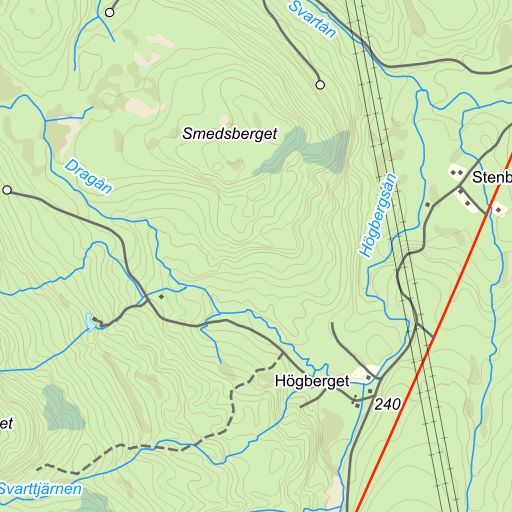 Svartån
Smedsberget
Dragån
Stenb
Högbergsån
Högberget
240
et
Svarttjärnen